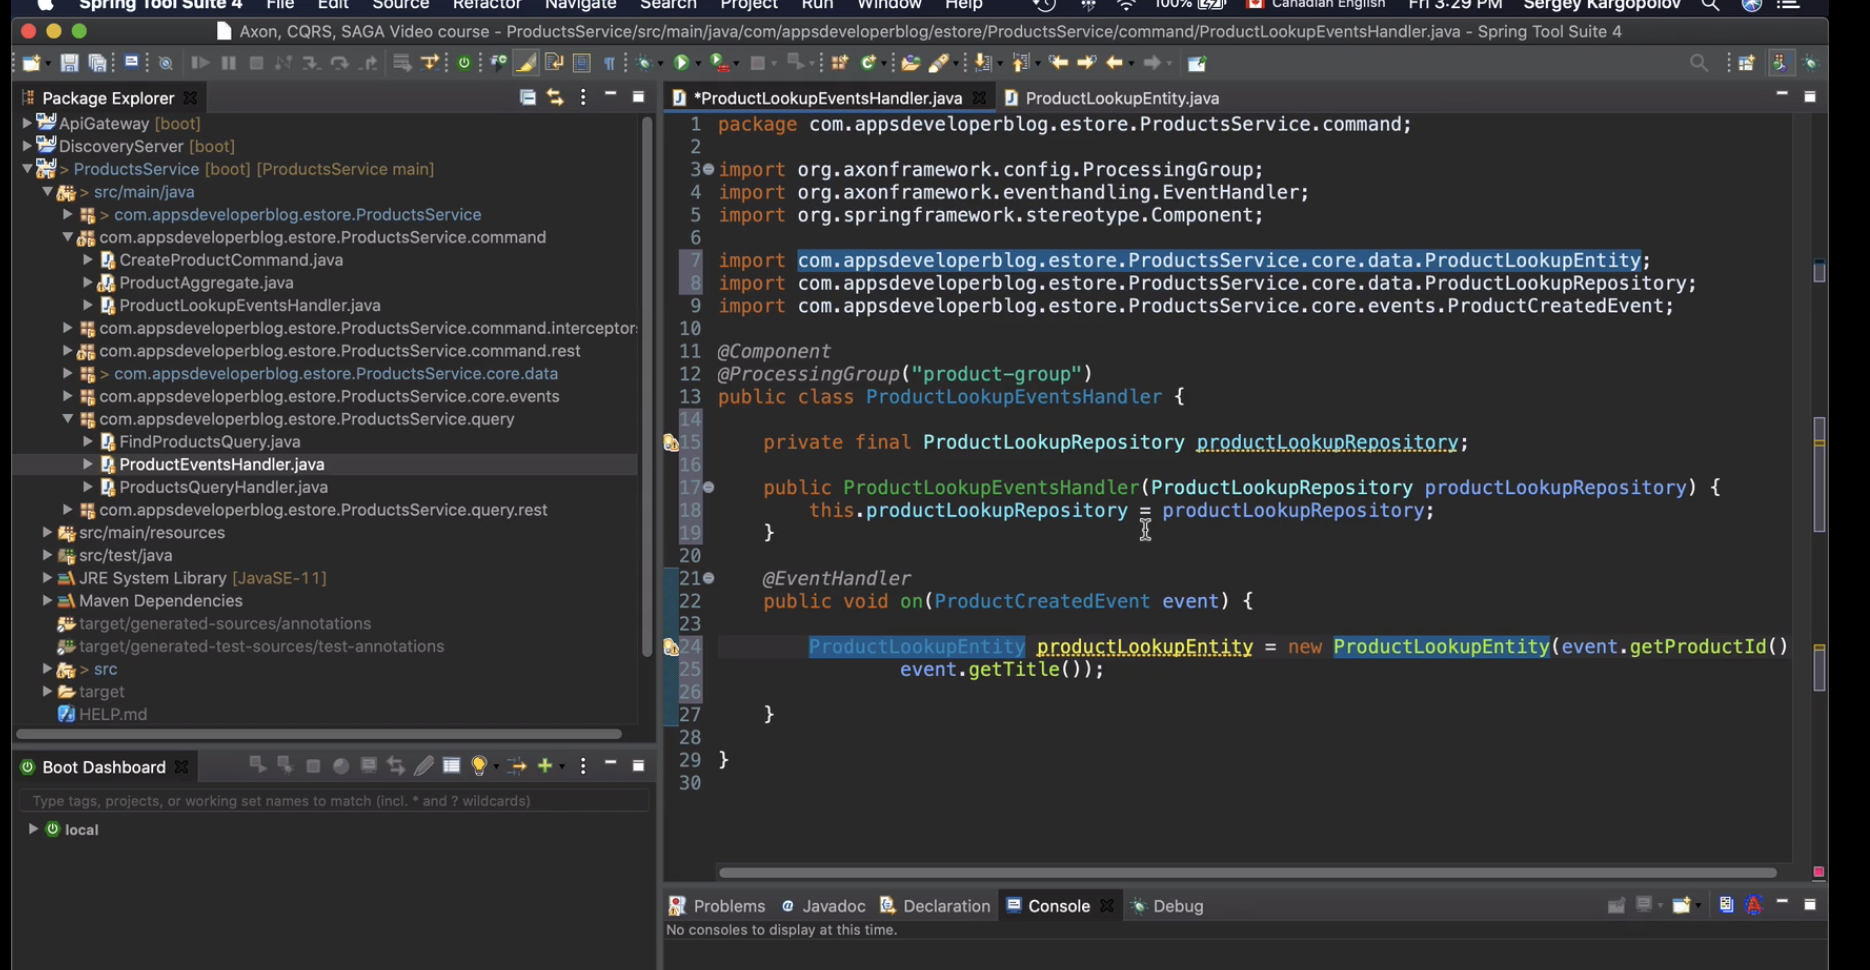 Spring Tool Suite 4 File Edit Source Refactor Navigate Search Project Run Window Help 100% Canadian English Fri 3:29 PM Sergey Kargopolov
Axon, CQRS, SAGA Video course - ProductsService/src/main/java/com/appsdeveloperblog/estore/ProductsService/command/ProductLookupEventsHandler.java - Spring Tool Suite 4
Package Explorer
ApiGateway [boot]
DiscoveryServer [boot]
> ProductsService [boot] [ProductsService main]
> src/main/java
> com.appsdeveloperblog.estore.ProductsService
com.appsdeveloperblog.estore.ProductsService.command
CreateProductCommand.java
ProductAggregate.java
ProductLookupEventsHandler.java
com.appsdeveloperblog.estore.ProductsService.command.interceptors
com.appsdeveloperblog.estore.ProductsService.command.rest
> com.appsdeveloperblog.estore.ProductsService.core.data
com.appsdeveloperblog.estore.ProductsService.core.events
com.appsdeveloperblog.estore.ProductsService.query
FindProductsQuery.java
ProductEventsHandler.java
ProductsQueryHandler.java
com.appsdeveloperblog.estore.ProductsService.query.rest
src/main/resources
src/test/java
JRE System Library [JavaSE-11]
Maven Dependencies
target/generated-sources/annotations
target/generated-test-sources/test-annotations
> src
target
HELP.md
Boot Dashboard
Type tags, projects, or working set names to match (incl. * and ? wildcards)
local
*ProductLookupEventsHandler.java ProductLookupEntity.java
1 package com.appsdeveloperblog.estore.ProductsService.command;
2
3 import org.axonframework.config.ProcessingGroup;
4 import org.axonframework.eventhandling.EventHandler;
5 import org.springframework.stereotype.Component;
6
7 import com.appsdeveloperblog.estore.ProductsService.core.data.ProductLookupEntity;
8 import com.appsdeveloperblog.estore.ProductsService.core.data.ProductLookupRepository;
9 import com.appsdeveloperblog.estore.ProductsService.core.events.ProductCreatedEvent;
10
11 @Component
12 @ProcessingGroup("product-group")
13 public class ProductLookupEventsHandler {
14
15 private final ProductLookupRepository productLookupRepository;
16
17 public ProductLookupEventsHandler(ProductLookupRepository productLookupRepository) {
18 this.productLookupRepository = productLookupRepository;
19 }
20
21 @EventHandler
22 public void on(ProductCreatedEvent event) {
23
24 ProductLookupEntity productLookupEntity = new ProductLookupEntity(event.getProductId()
25 event.getTitle());
26
27 }
28
29 }
30
Problems @ Javadoc Declaration Console Debug
No consoles to display at this time.